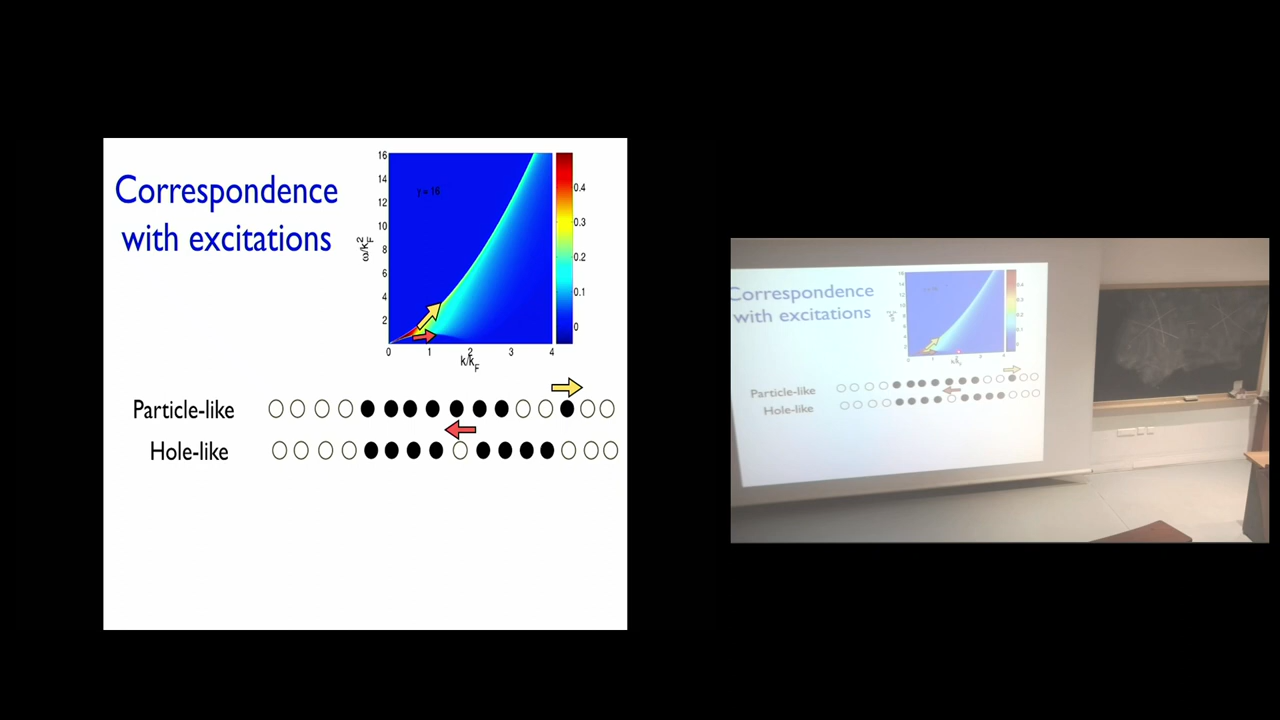 Correspondence
with excitations
γ = 16
ω/k_F^2
16
14
12
10
8
6
4
2
0
1
2
3
4
k/k_F
0.4
0.3
0.2
0.1
0
Particle-like
Hole-like
Correspondence
with excitations
Particle-like
Hole-like